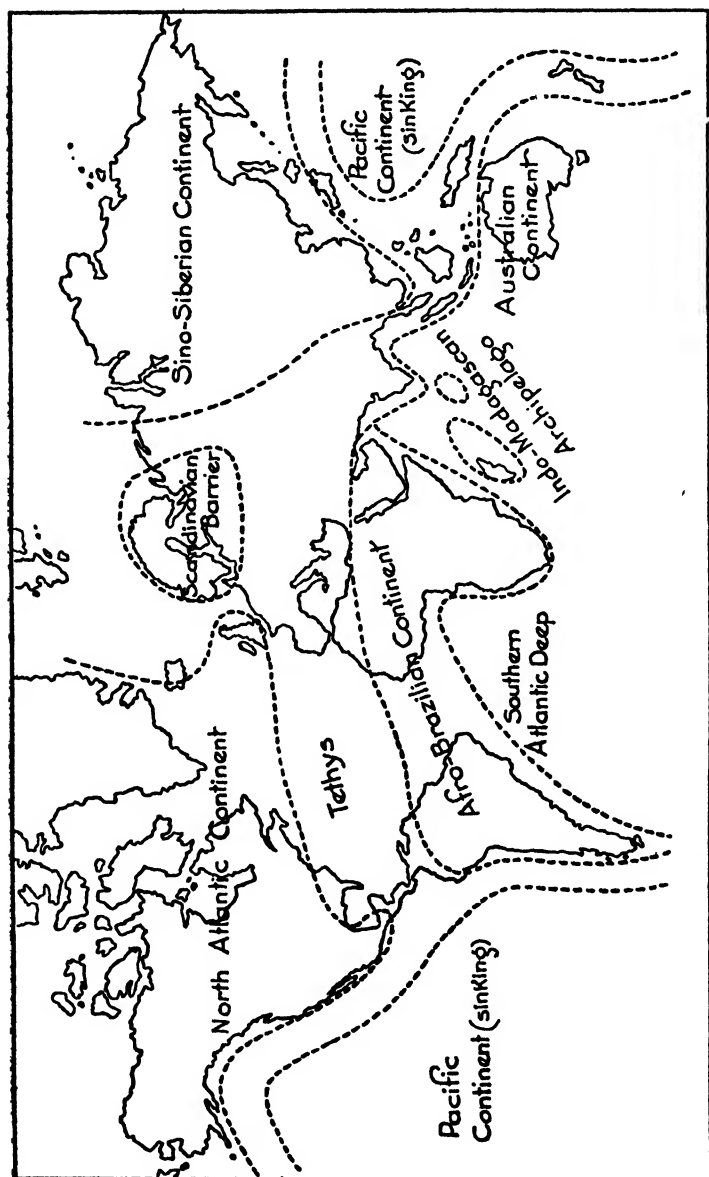 North Atlantic Continent
Scandinavian
Barrier
Sino-Siberian Continent
Pacific
Continent
(sinking)
Tethys
Afro-Brazilian Continent
Southern
Atlantic Deep
Indo-Madagascan
Archipelago
Australian
Continent
Pacific
Continent (sinking)